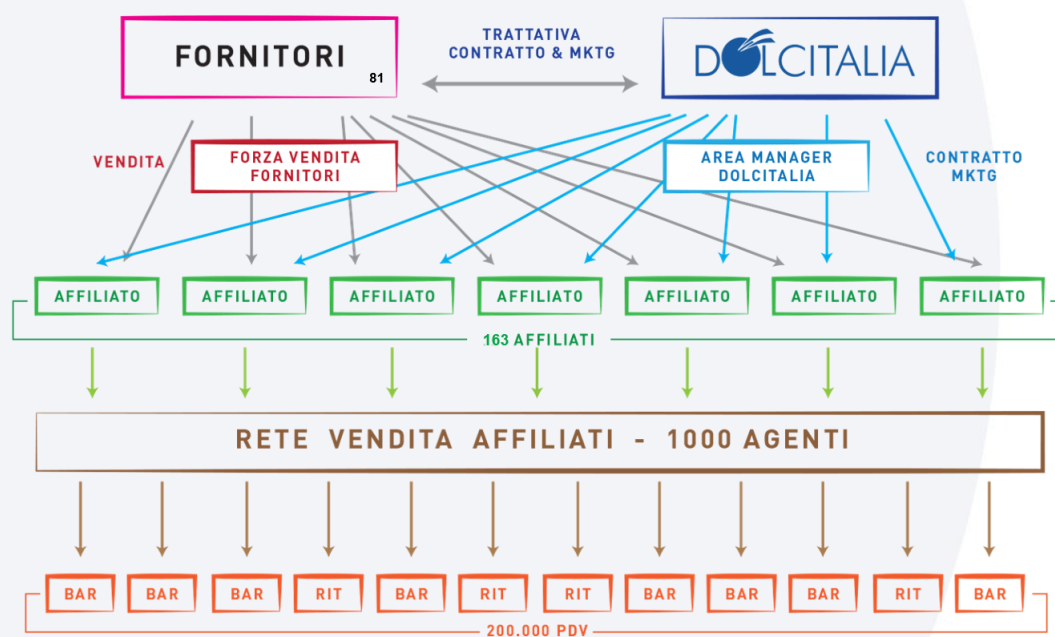 FORNITORI
81
TRATTATIVA
CONTRATTO & MKTG
DOLCITALIA
VENDITA
FORZA VENDITA
FORNITORI
AREA MANAGER
DOLCITALIA
CONTRATTO
MKTG
AFFILIATO
AFFILIATO
AFFILIATO
AFFILIATO
AFFILIATO
AFFILIATO
AFFILIATO
163 AFFILIATI
RETE VENDITA AFFILIATI - 1000 AGENTI
BAR
BAR
BAR
RIT
BAR
RIT
RIT
BAR
BAR
BAR
RIT
BAR
200.000 PDV